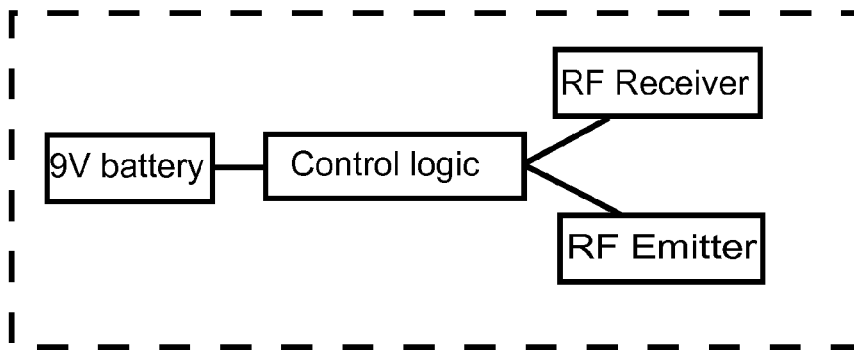 RF Receiver
9V battery
Control logic
RF Emitter